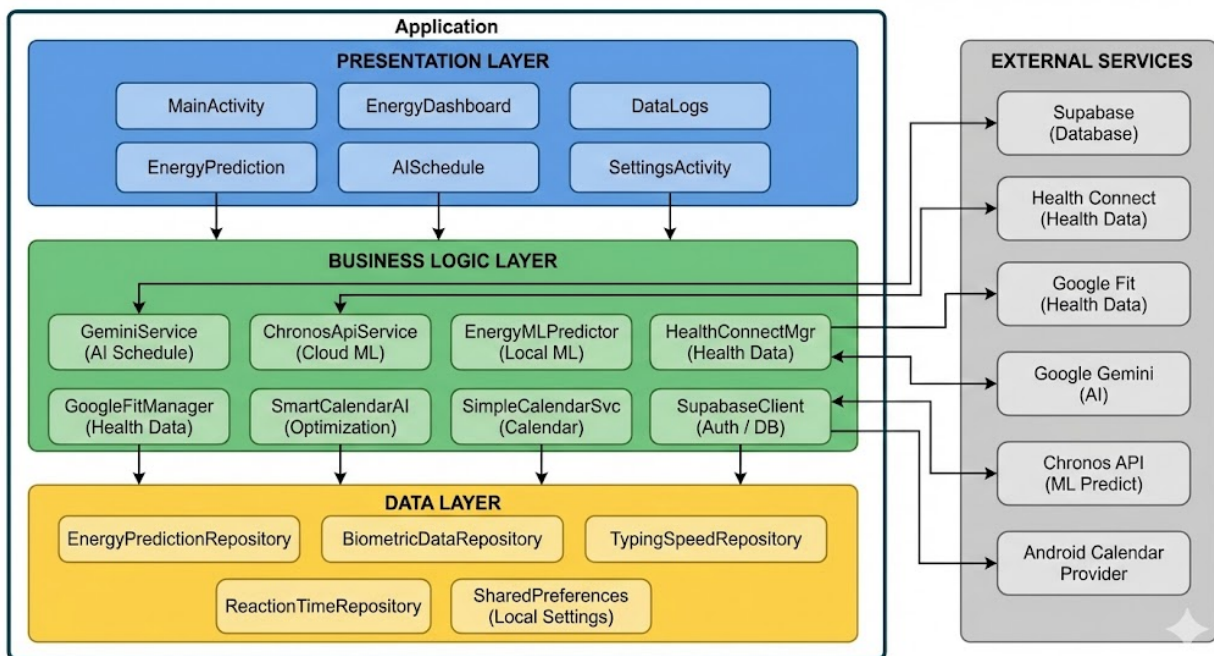 Application
PRESENTATION LAYER
MainActivity
EnergyDashboard
DataLogs
EnergyPrediction
AISchedule
SettingsActivity
BUSINESS LOGIC LAYER
GeminiService
(AI Schedule)
ChronosApiService
(Cloud ML)
EnergyMLPredictor
(Local ML)
HealthConnectMgr
(Health Data)
GoogleFitManager
(Health Data)
SmartCalendarAI
(Optimization)
SimpleCalendarSvc
(Calendar)
SupabaseClient
(Auth / DB)
DATA LAYER
EnergyPredictionRepository
BiometricDataRepository
TypingSpeedRepository
ReactionTimeRepository
SharedPreferences
(Local Settings)
EXTERNAL SERVICES
Supabase
(Database)
Health Connect
(Health Data)
Google Fit
(Health Data)
Google Gemini
(AI)
Chronos API
(ML Predict)
Android Calendar
Provider